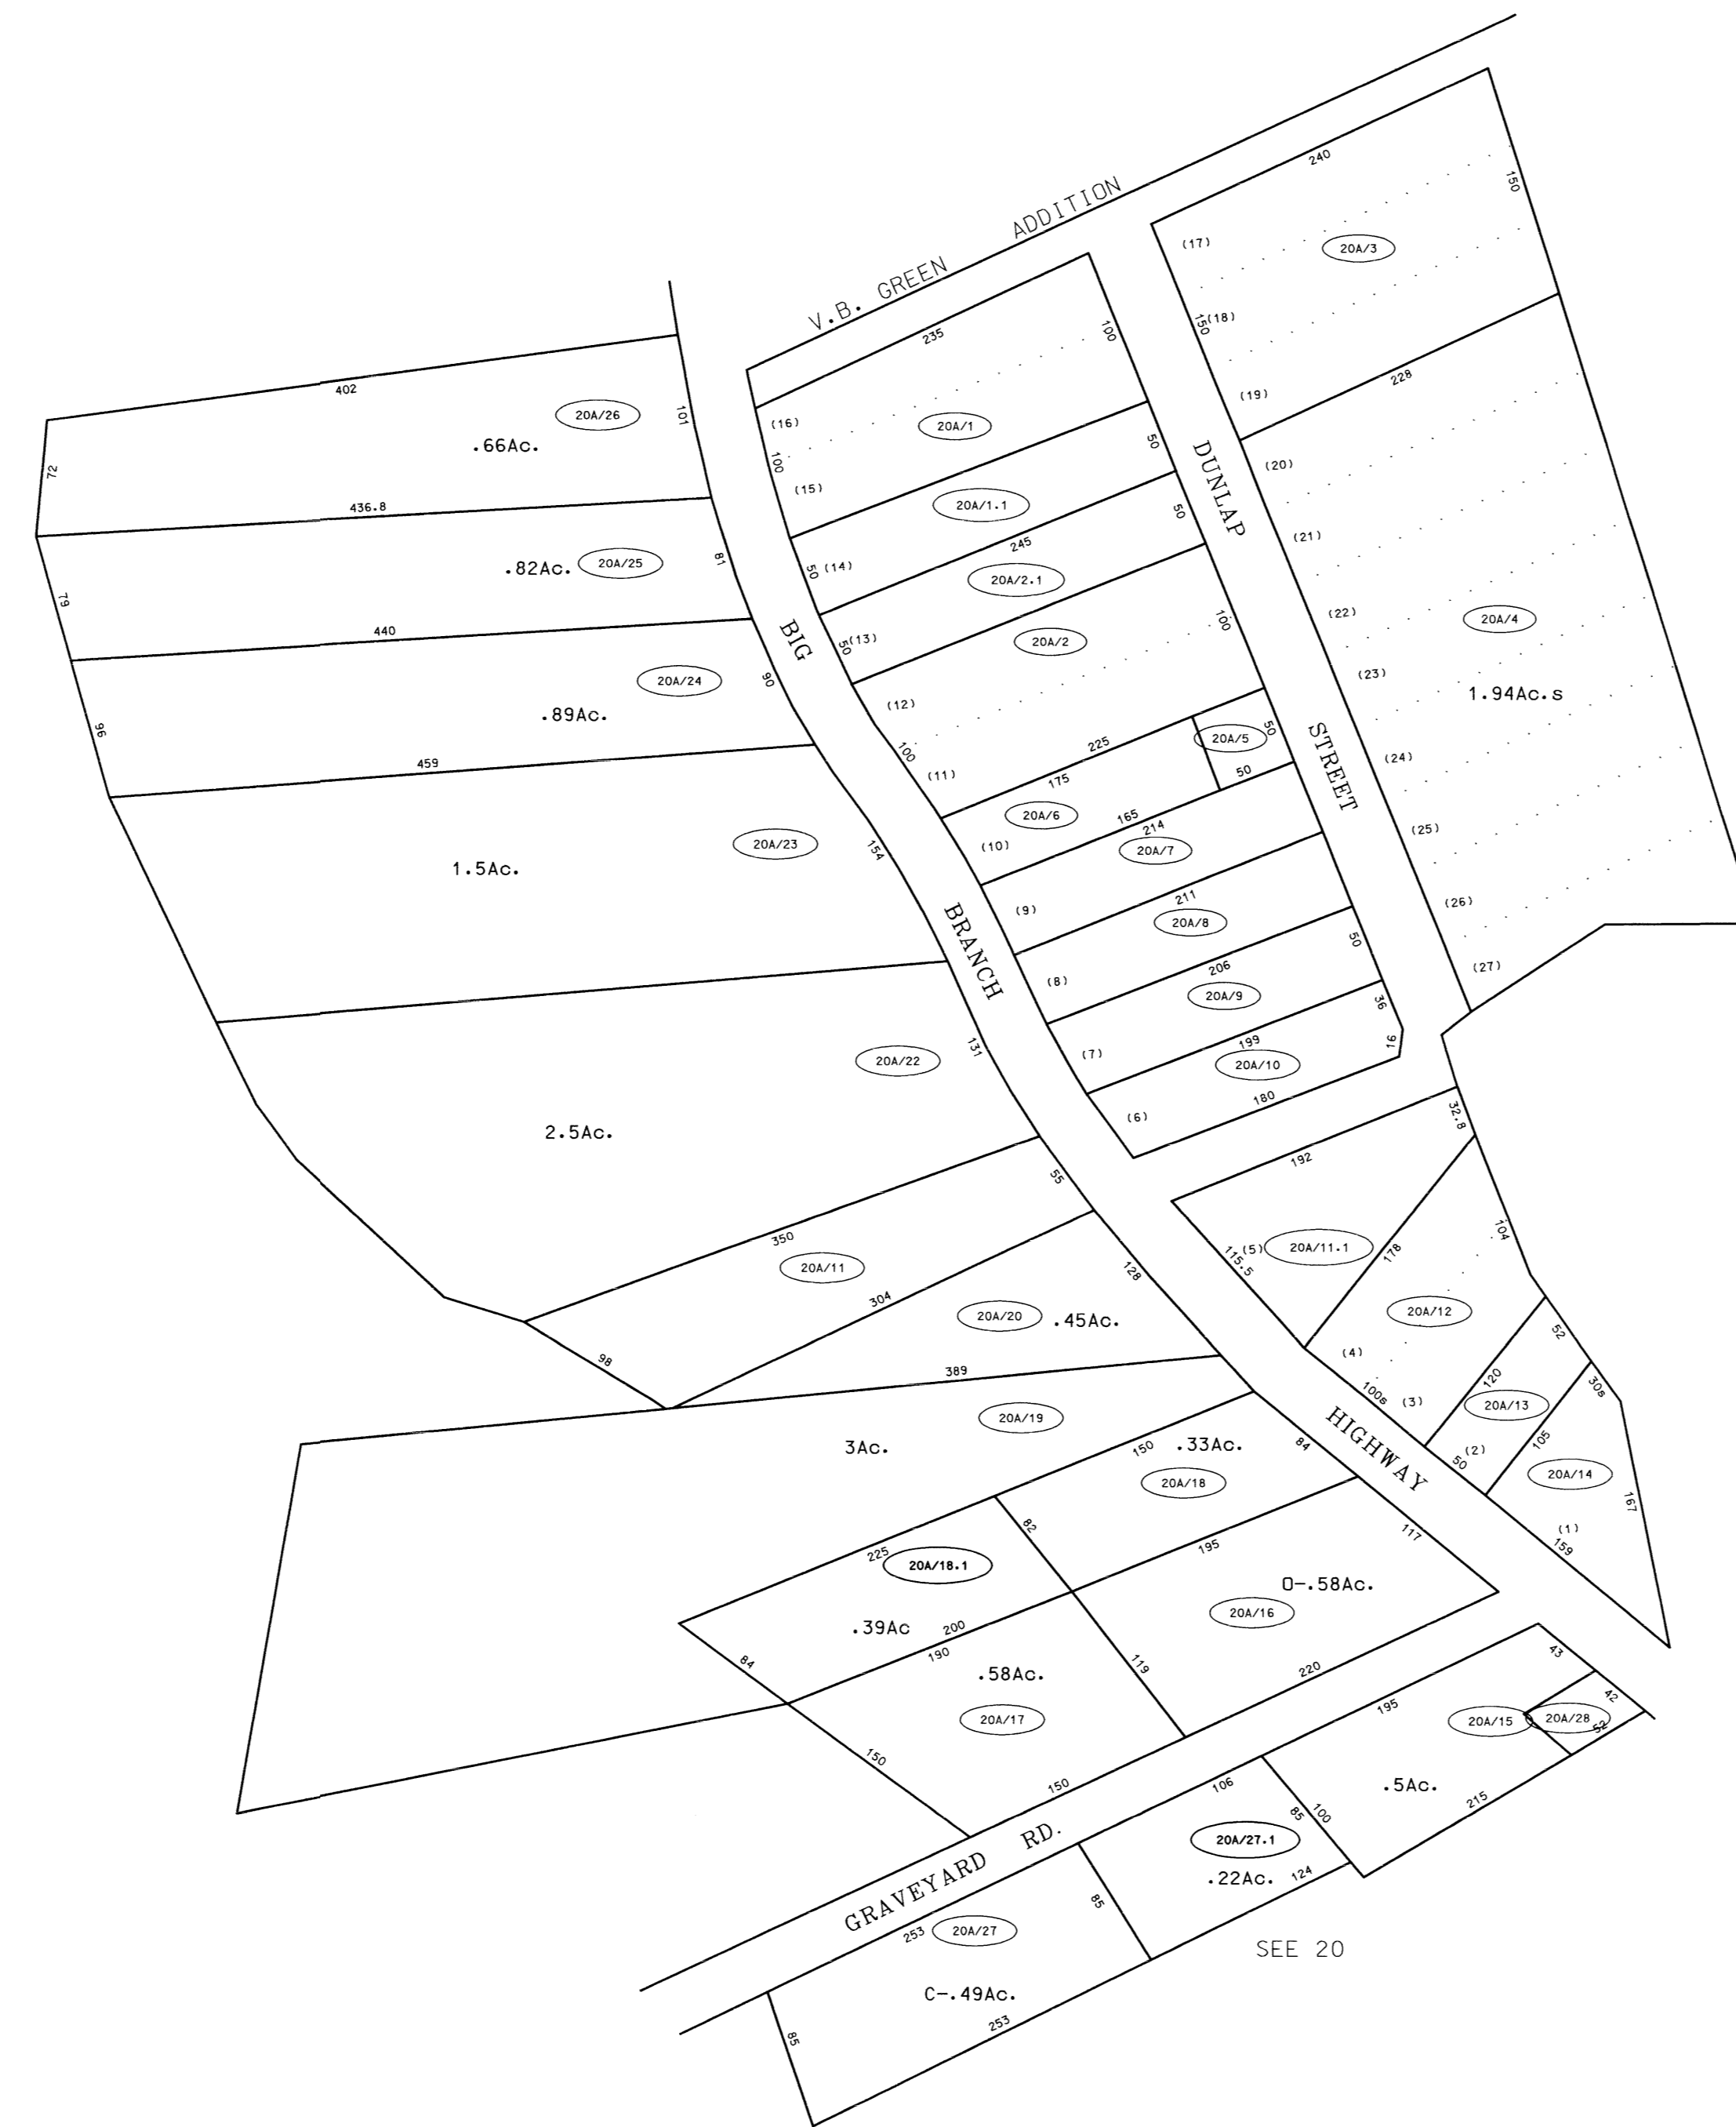 V.B. GREEN ADDITION
240
150
(17)
20A/3
150
(18)
(19)
228
235
100
(16)
20A/1
100
(15)
50
20A/1.1
50
(14)
50
245
20A/2.1
50
(13)
20A/2
100
(12)
100
(11)
225
175
20A/5
50
50
20A/6
165
(10)
214
20A/7
(9)
211
20A/8
(8)
50
206
20A/9
(7)
36
199
16
20A/10
(6)
180
DUNLAP STREET
(20)
(21)
(22)
20A/4
(23)
1.94Ac.s
(24)
(25)
(26)
(27)
402
20A/26
101
.66Ac.
72
436.8
.82Ac.
20A/25
81
79
440
20A/24
90
.89Ac.
96
459
20A/23
154
1.5Ac.
20A/22
131
2.5Ac.
BIG BRANCH HIGHWAY
55
350
20A/11
128
304
20A/20
.45Ac.
98
389
20A/19
3Ac.
32.8
192
115.5
(5)
20A/11.1
178
104
20A/12
(4)
100s
(3)
52
120
20A/13
30s
(2)
50
105
20A/14
167
(1)
159
150
.33Ac.
84
20A/18
82
225
20A/18.1
195
117
.39Ac
200
190
84
O-.58Ac.
20A/16
.58Ac.
119
220
20A/17
150
150
GRAVEYARD RD.
43
195
42
20A/15
20A/28
52
.5Ac.
215
106
85
100
20A/27.1
.22Ac.
124
85
253
20A/27
SEE 20
C-.49Ac.
253
85